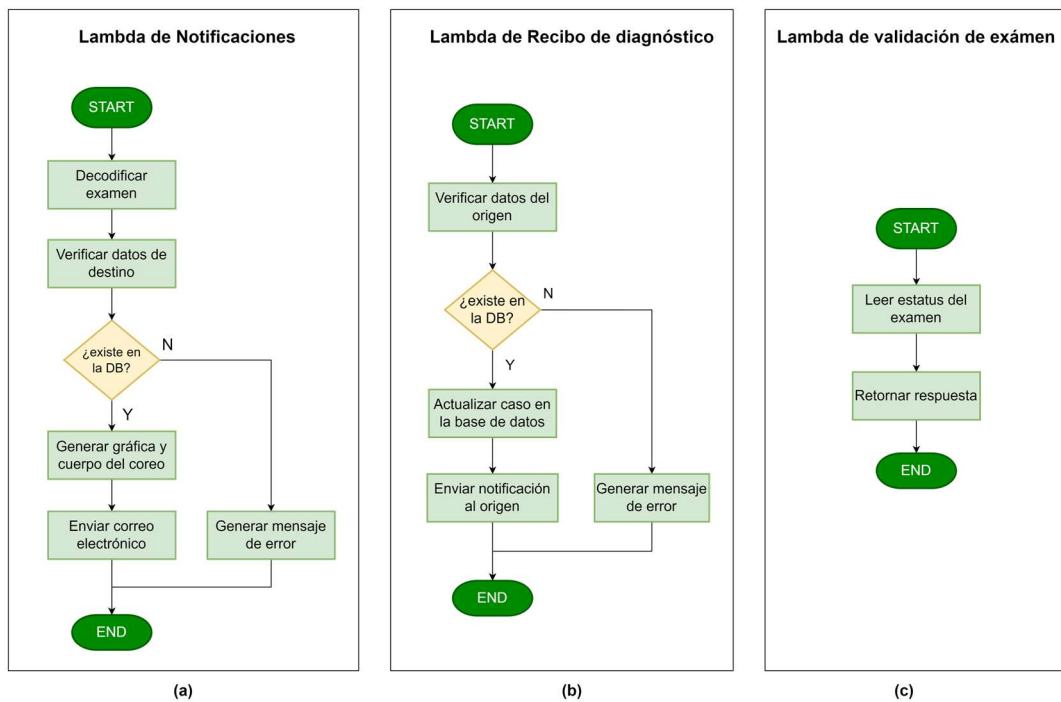 Lambda de Notificaciones
START
Decodificar
examen
Verificar datos de
destino
¿existe en
la DB?
N
Y
Generar gráfica y
cuerpo del coreo
Enviar correo
electrónico
Generar mensaje
de error
END
(a)
Lambda de Recibo de diagnóstico
START
Verificar datos del
origen
¿existe en
la DB?
N
Y
Actualizar caso en
la base de datos
Enviar notificación
al origen
Generar mensaje
de error
END
(b)
Lambda de validación de exámen
START
Leer estatus del
examen
Retornar respuesta
END
(c)